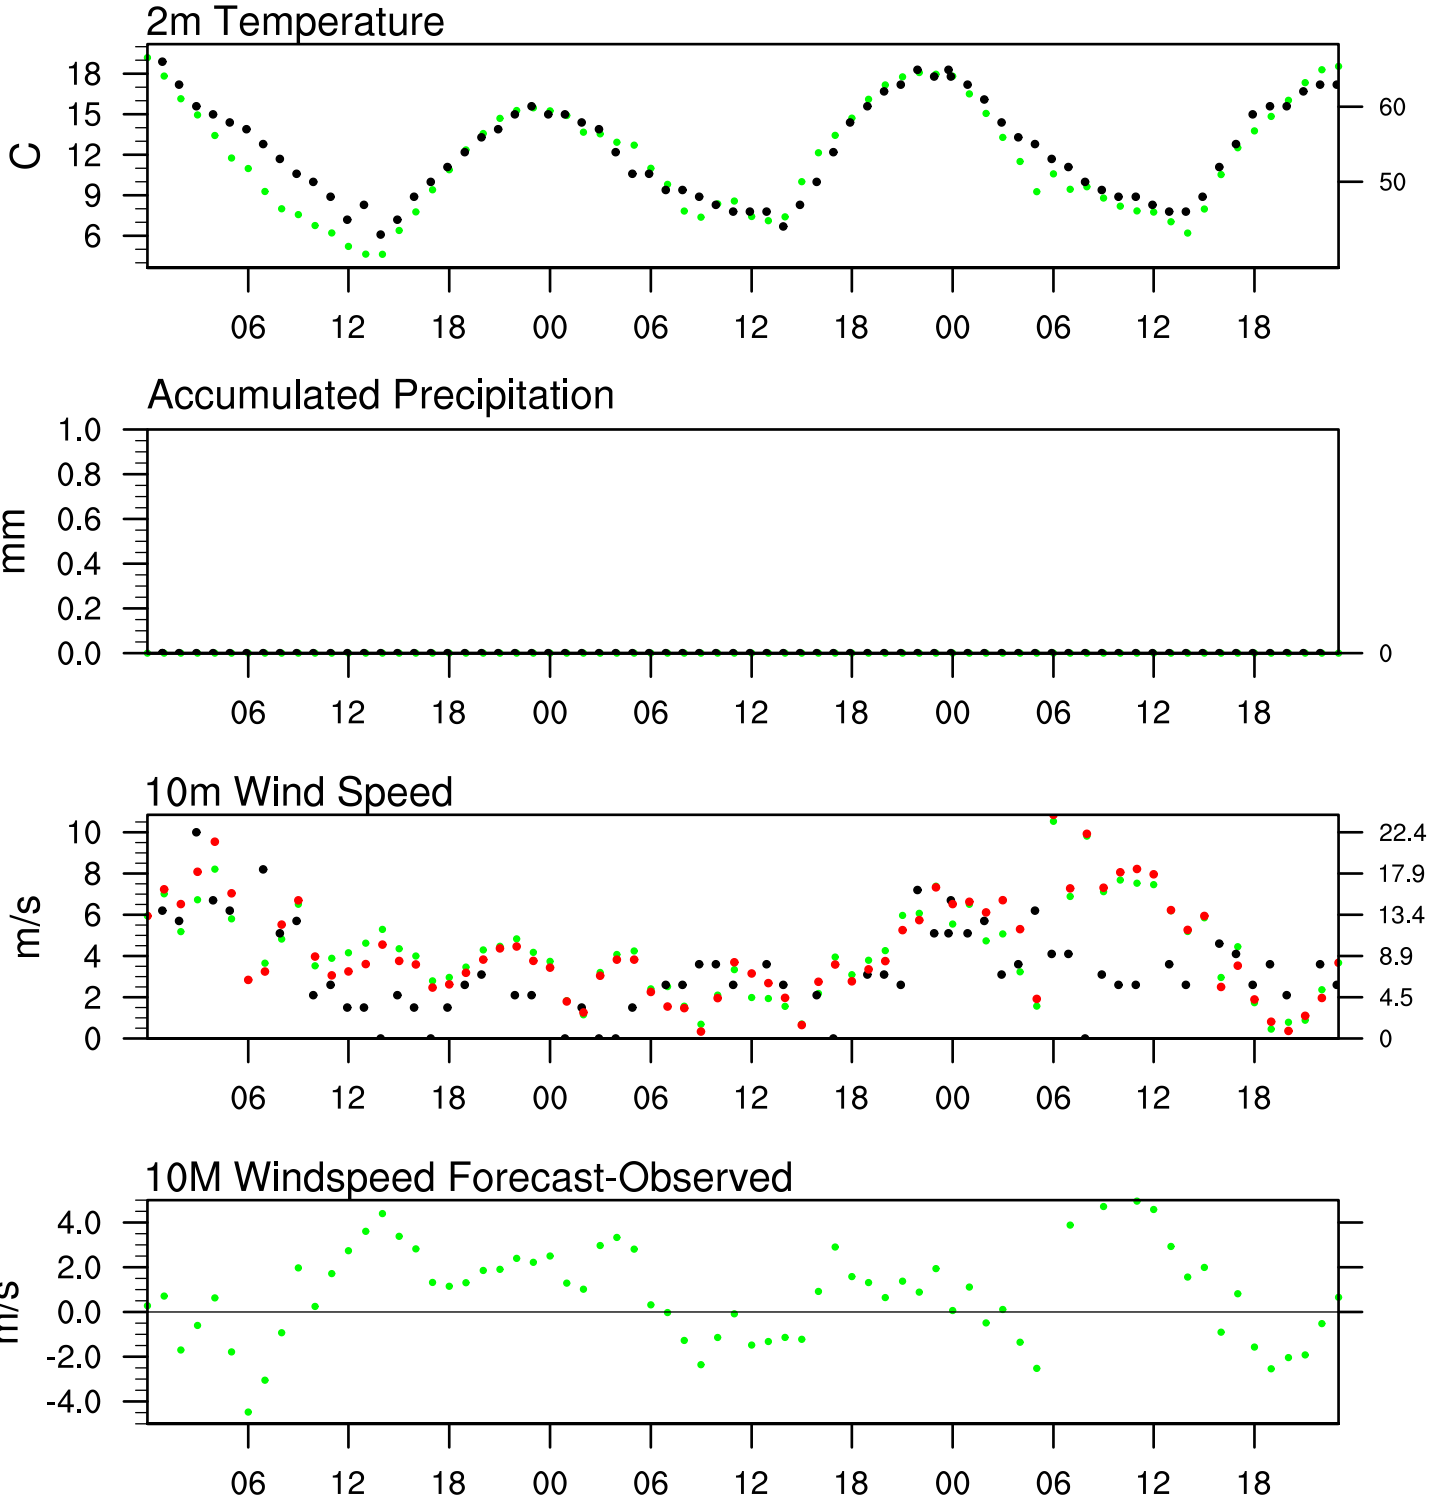 2m Temperature
18
15
12
9
6
C
60
50
06 12 18 00 06 12 18 00 06 12 18
Accumulated Precipitation
1.0
0.8
0.6
0.4
0.2
0.0
mm
0
06 12 18 00 06 12 18 00 06 12 18
10m Wind Speed
10
8
6
4
2
0
m/s
22.4
17.9
13.4
8.9
4.5
0
06 12 18 00 06 12 18 00 06 12 18
10M Windspeed Forecast-Observed
4.0
2.0
0.0
-2.0
-4.0
m/s
06 12 18 00 06 12 18 00 06 12 18